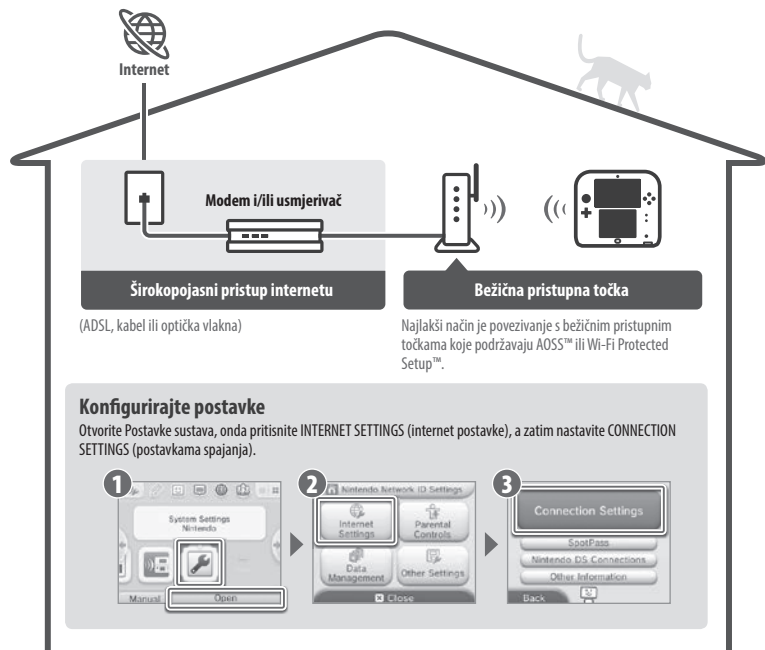 Internet
Modem i/ili usmjerivač
Širokopojasni pristup internetu
(ADSL, kabel ili optička vlakna)
Bežična pristupna točka
Najlakši način je povezivanje s bežičnim pristupnim
točkama koje podržavaju AOSS™ ili Wi-Fi Protected
Setup™.
Konfigurirajte postavke
Otvorite Postavke sustava, onda pritisnite INTERNET SETTINGS (internet postavke), a zatim nastavite CONNECTION
SETTINGS (postavkama spajanja).
1
System Settings
Nintendo
Manual
Open
2
Nintendo Network ID Settings
Internet
Settings
Parental
Controls
Data
Management
Other Settings
Close
3
Connection Settings
SpotPass
Nintendo DS Connections
Other Information
Back